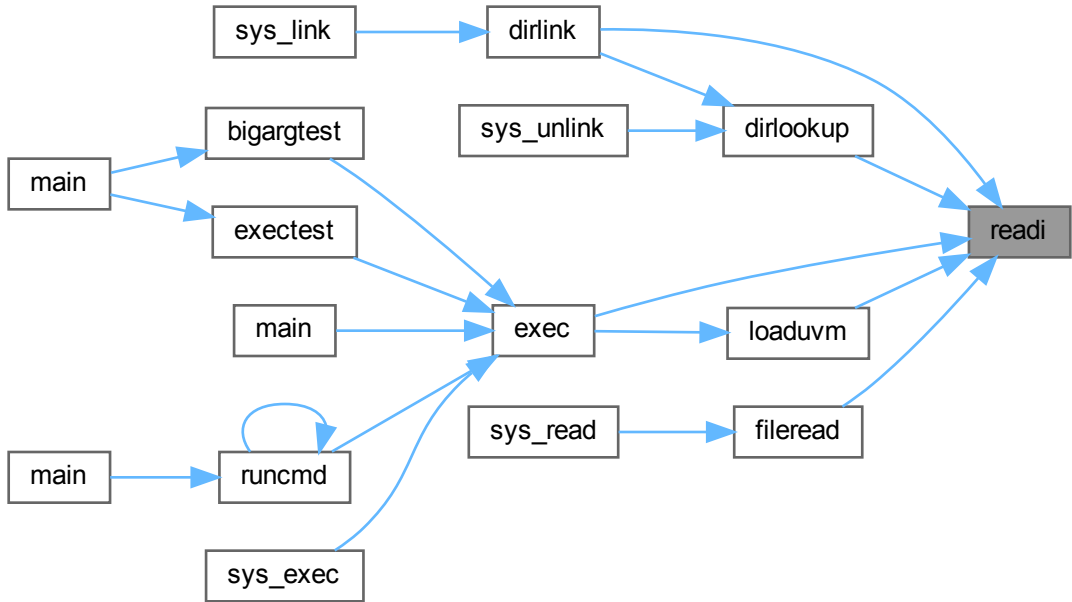 sys_link
dirlink
bigargtest
sys_unlink
dirlookup
main
exectest
readi
main
exec
loaduvm
sys_read
fileread
main
runcmd
sys_exec